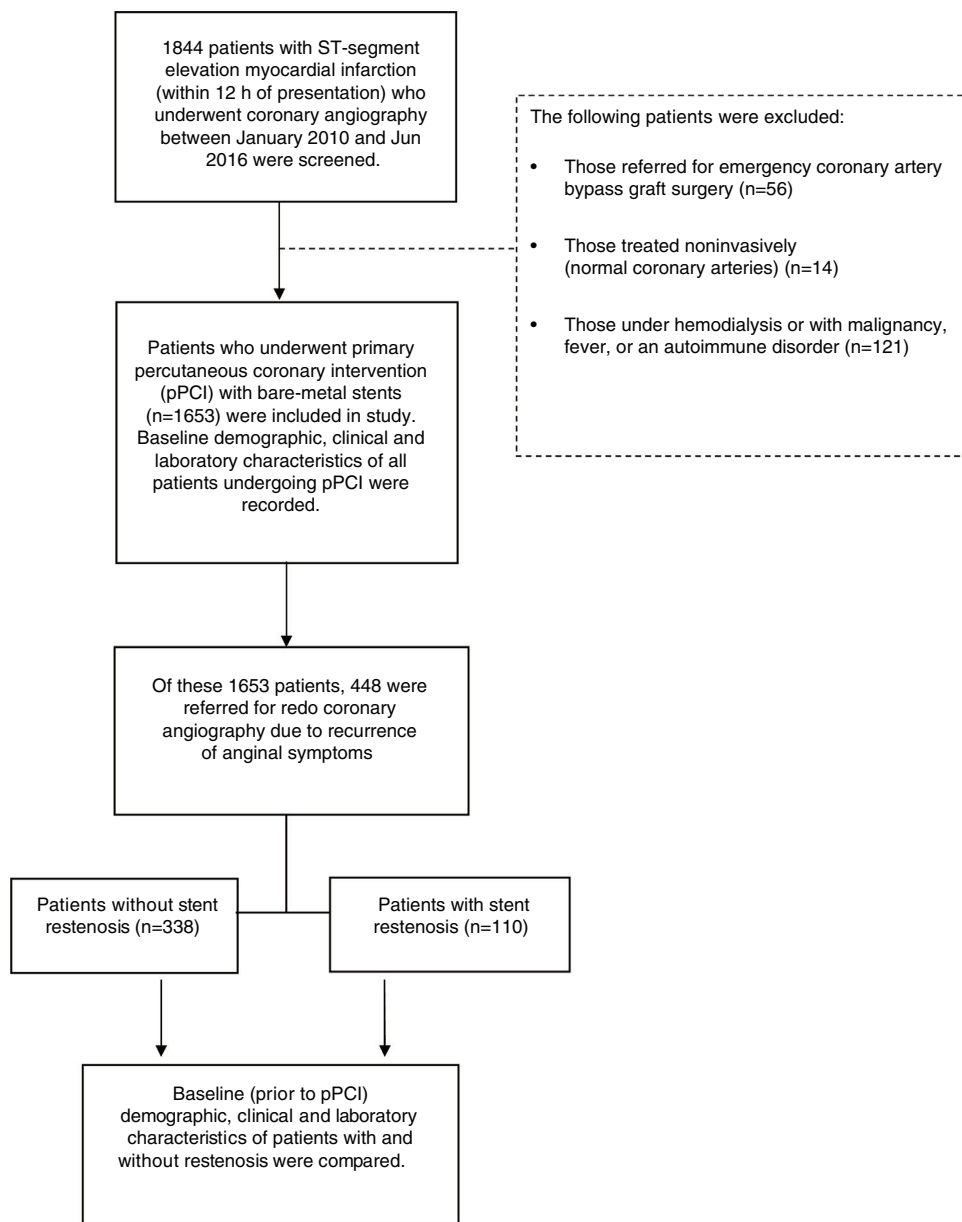 1844 patients with ST-segment
elevation myocardial infarction
(within 12 h of presentation) who
underwent coronary angiography
between January 2010 and Jun
2016 were screened.
The following patients were excluded:
• Those referred for emergency coronary artery
bypass graft surgery (n=56)
• Those treated noninvasively
(normal coronary arteries) (n=14)
• Those under hemodialysis or with malignancy,
fever, or an autoimmune disorder (n=121)
Patients who underwent primary
percutaneous coronary intervention
(pPCI) with bare-metal stents
(n=1653) were included in study.
Baseline demographic, clinical and
laboratory characteristics of all
patients undergoing pPCI were
recorded.
Of these 1653 patients, 448 were
referred for redo coronary
angiography due to recurrence
of anginal symptoms
Patients without stent
restenosis (n=338)
Patients with stent
restenosis (n=110)
Baseline (prior to pPCI)
demographic, clinical and laboratory
characteristics of patients with and
without restenosis were compared.